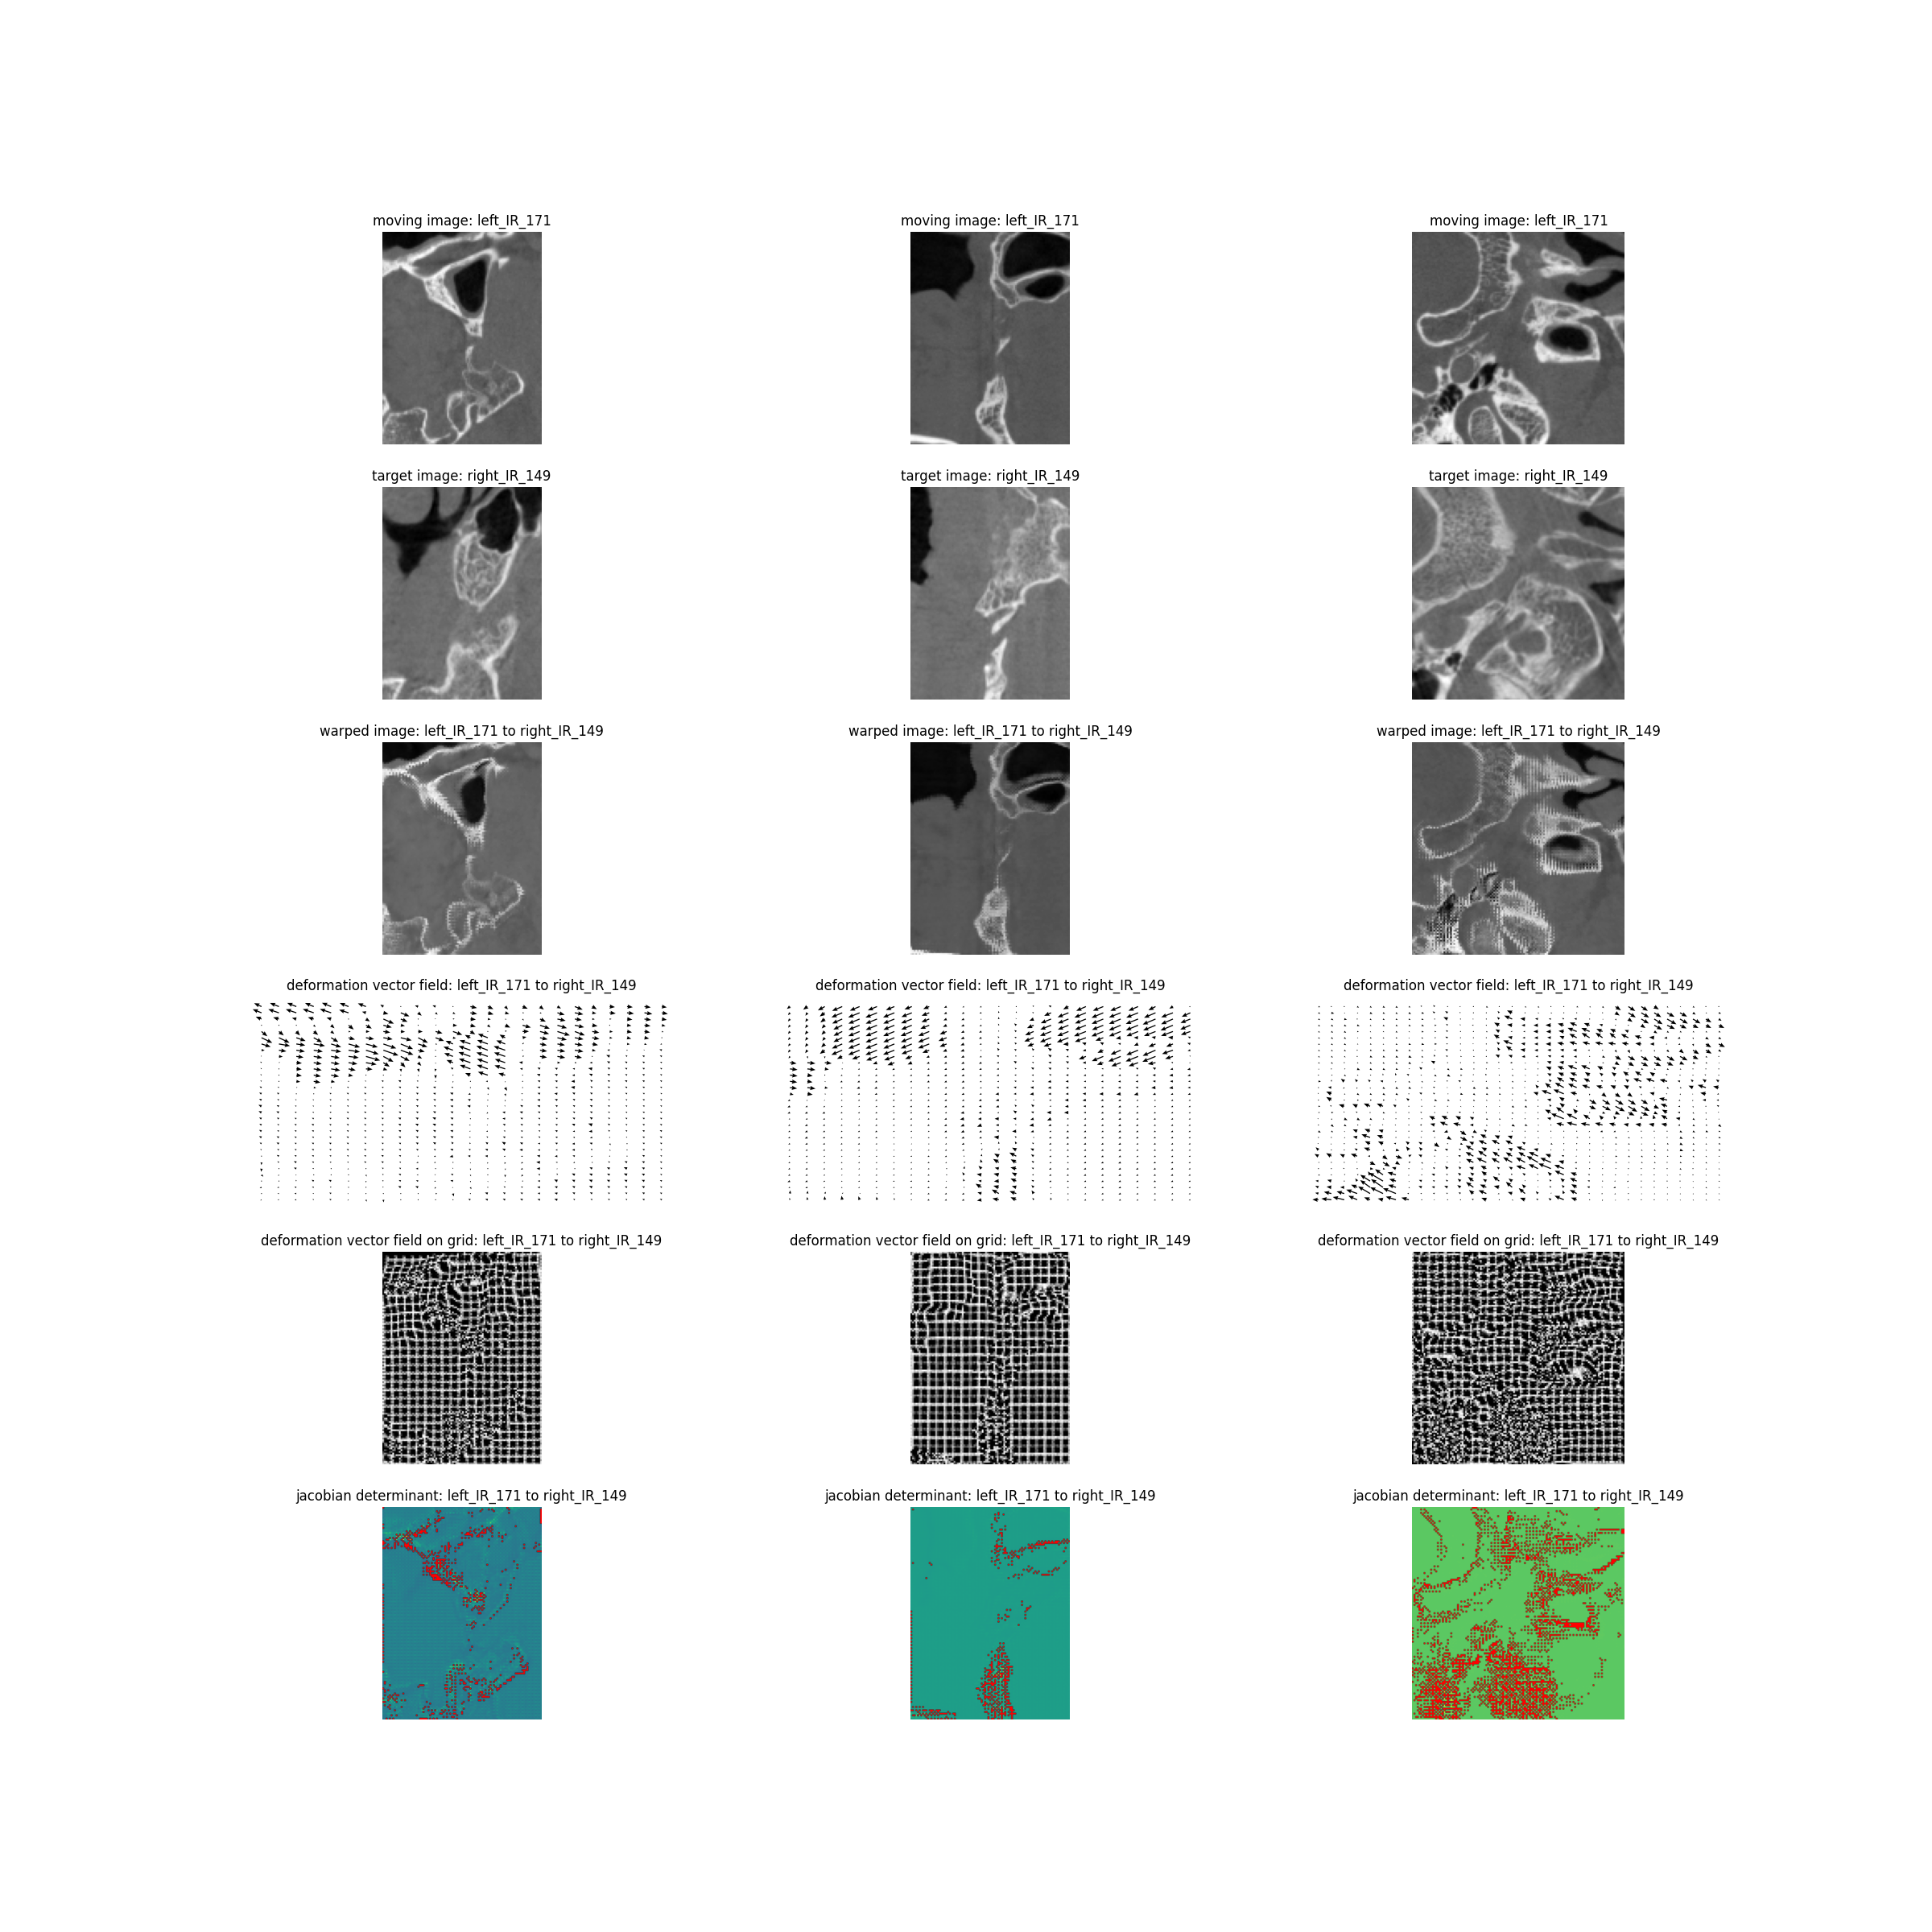 moving image: left_IR_171
moving image: left_IR_171
moving image: left_IR_171
target image: right_IR_149
target image: right_IR_149
target image: right_IR_149
warped image: left_IR_171 to right_IR_149
warped image: left_IR_171 to right_IR_149
warped image: left_IR_171 to right_IR_149
deformation vector field: left_IR_171 to right_IR_149
deformation vector field: left_IR_171 to right_IR_149
deformation vector field: left_IR_171 to right_IR_149
deformation vector field on grid: left_IR_171 to right_IR_149
deformation vector field on grid: left_IR_171 to right_IR_149
deformation vector field on grid: left_IR_171 to right_IR_149
jacobian determinant: left_IR_171 to right_IR_149
jacobian determinant: left_IR_171 to right_IR_149
jacobian determinant: left_IR_171 to right_IR_149